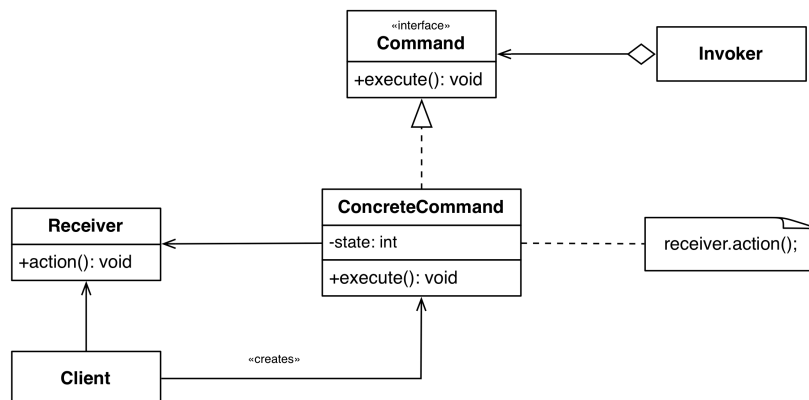 «interface»
Command
+execute(): void
Invoker
ConcreteCommand
-state: int
+execute(): void
Receiver
+action(): void
receiver.action();
Client
«creates»